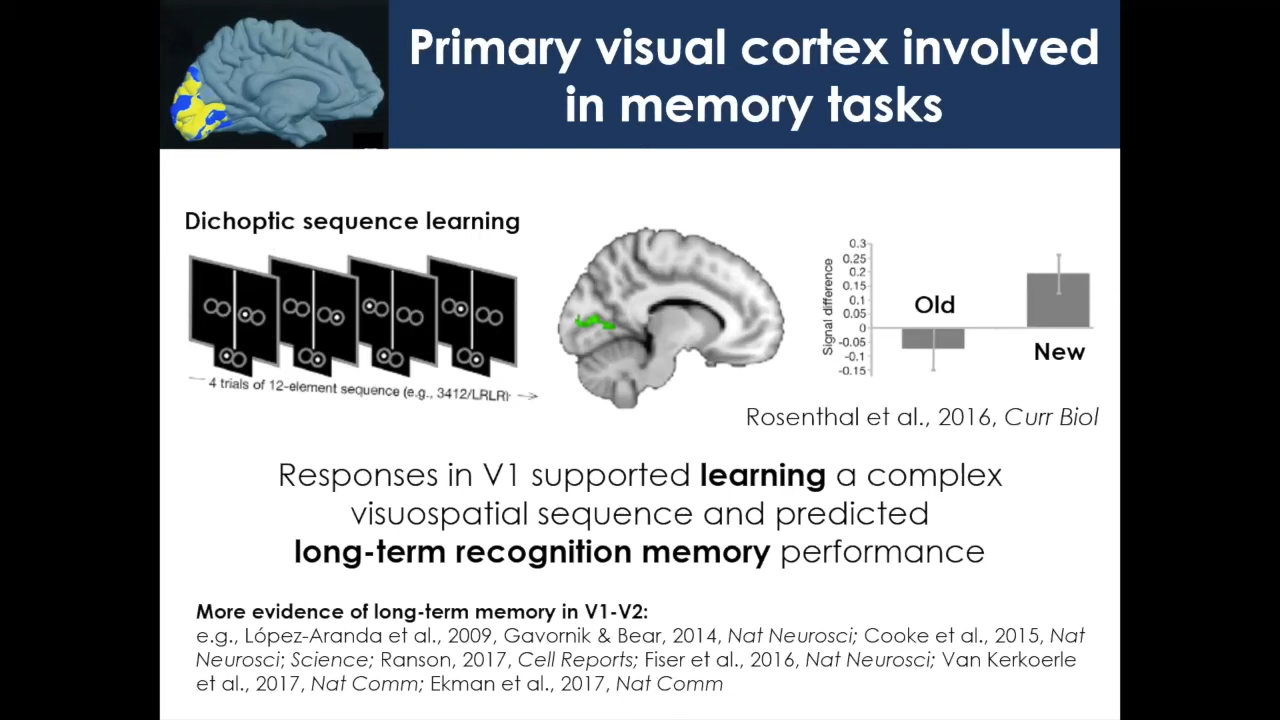 Primary visual cortex involved
in memory tasks
Dichoptic sequence learning
4 trials of 12-element sequence (e.g., 3412/LRLR)
Signal difference
0.3
0.25
0.2
0.15
0.1
0.05
0
-0.05
-0.1
-0.15
Old
New
Rosenthal et al., 2016, Curr Biol
Responses in V1 supported learning a complex
visuospatial sequence and predicted
long-term recognition memory performance
More evidence of long-term memory in V1-V2:
e.g., López-Aranda et al., 2009, Gavornik & Bear, 2014, Nat Neurosci; Cooke et al., 2015, Nat
Neurosci; Science; Ranson, 2017, Cell Reports; Fiser et al., 2016, Nat Neurosci; Van Kerkoerle
et al., 2017, Nat Comm; Ekman et al., 2017, Nat Comm